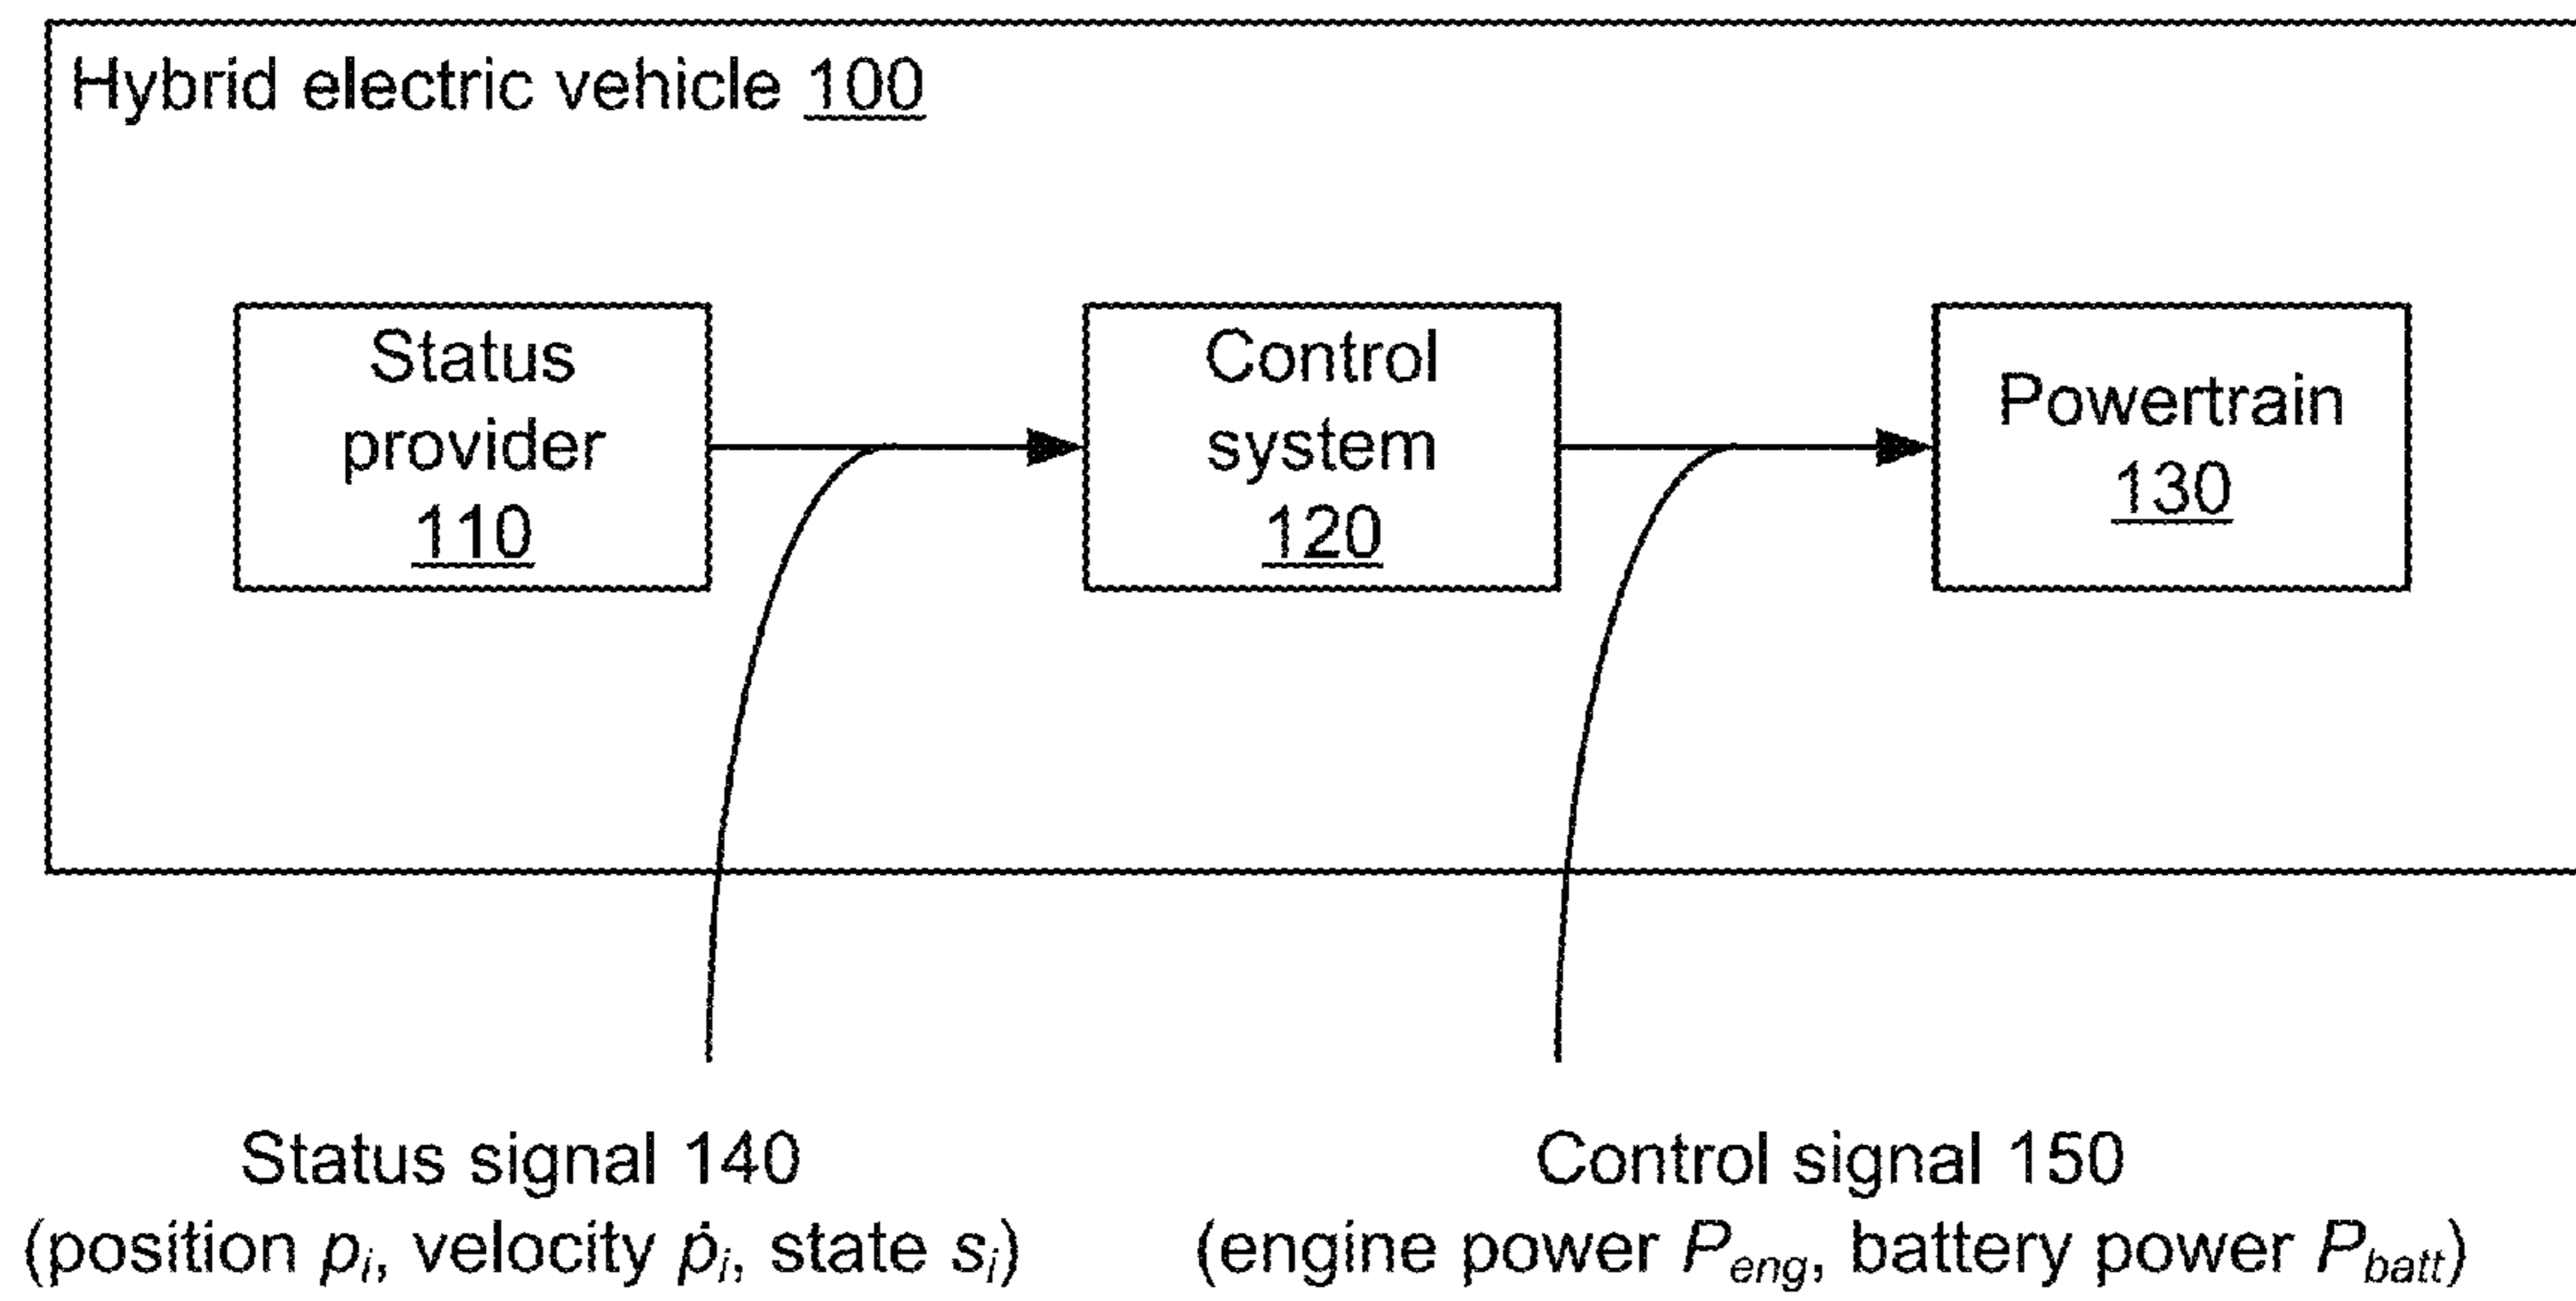 Hybrid electric vehicle 100
Status
provider
110
Control
system
120
Powertrain
130
Status signal 140
(position pᵢ, velocity ṗᵢ, state sᵢ)
Control signal 150
(engine power P_eng, battery power P_batt)